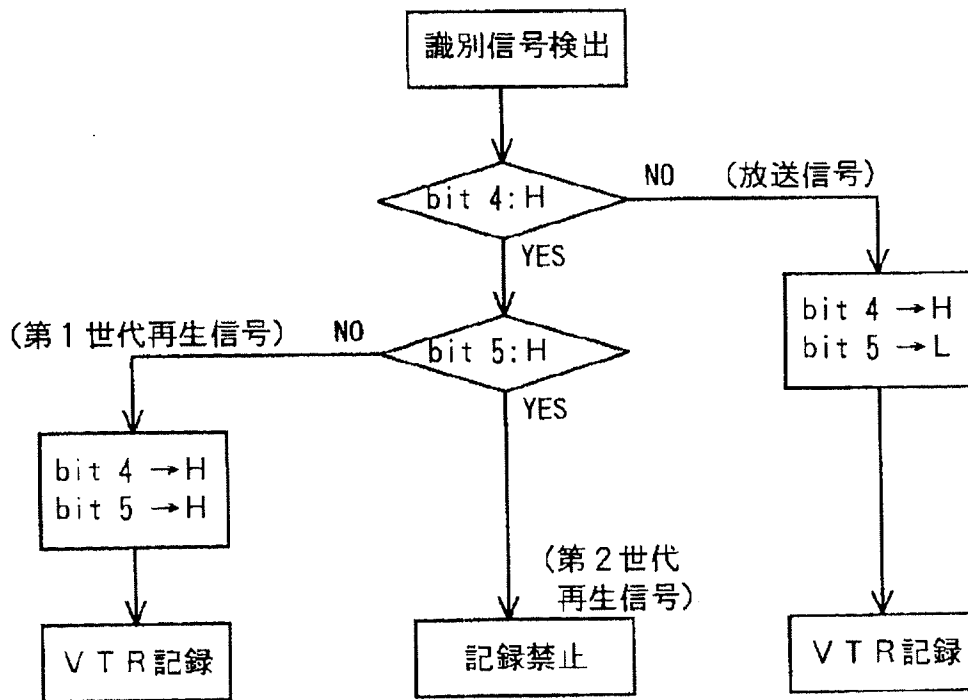 識別信号検出
bit 4:H
NO (放送信号)
YES
bit 4 →H
bit 5 →L
(第1世代再生信号) NO
bit 5:H
YES
bit 4 →H
bit 5 →H
(第2世代
再生信号)
VTR記録
記録禁止
VTR記録